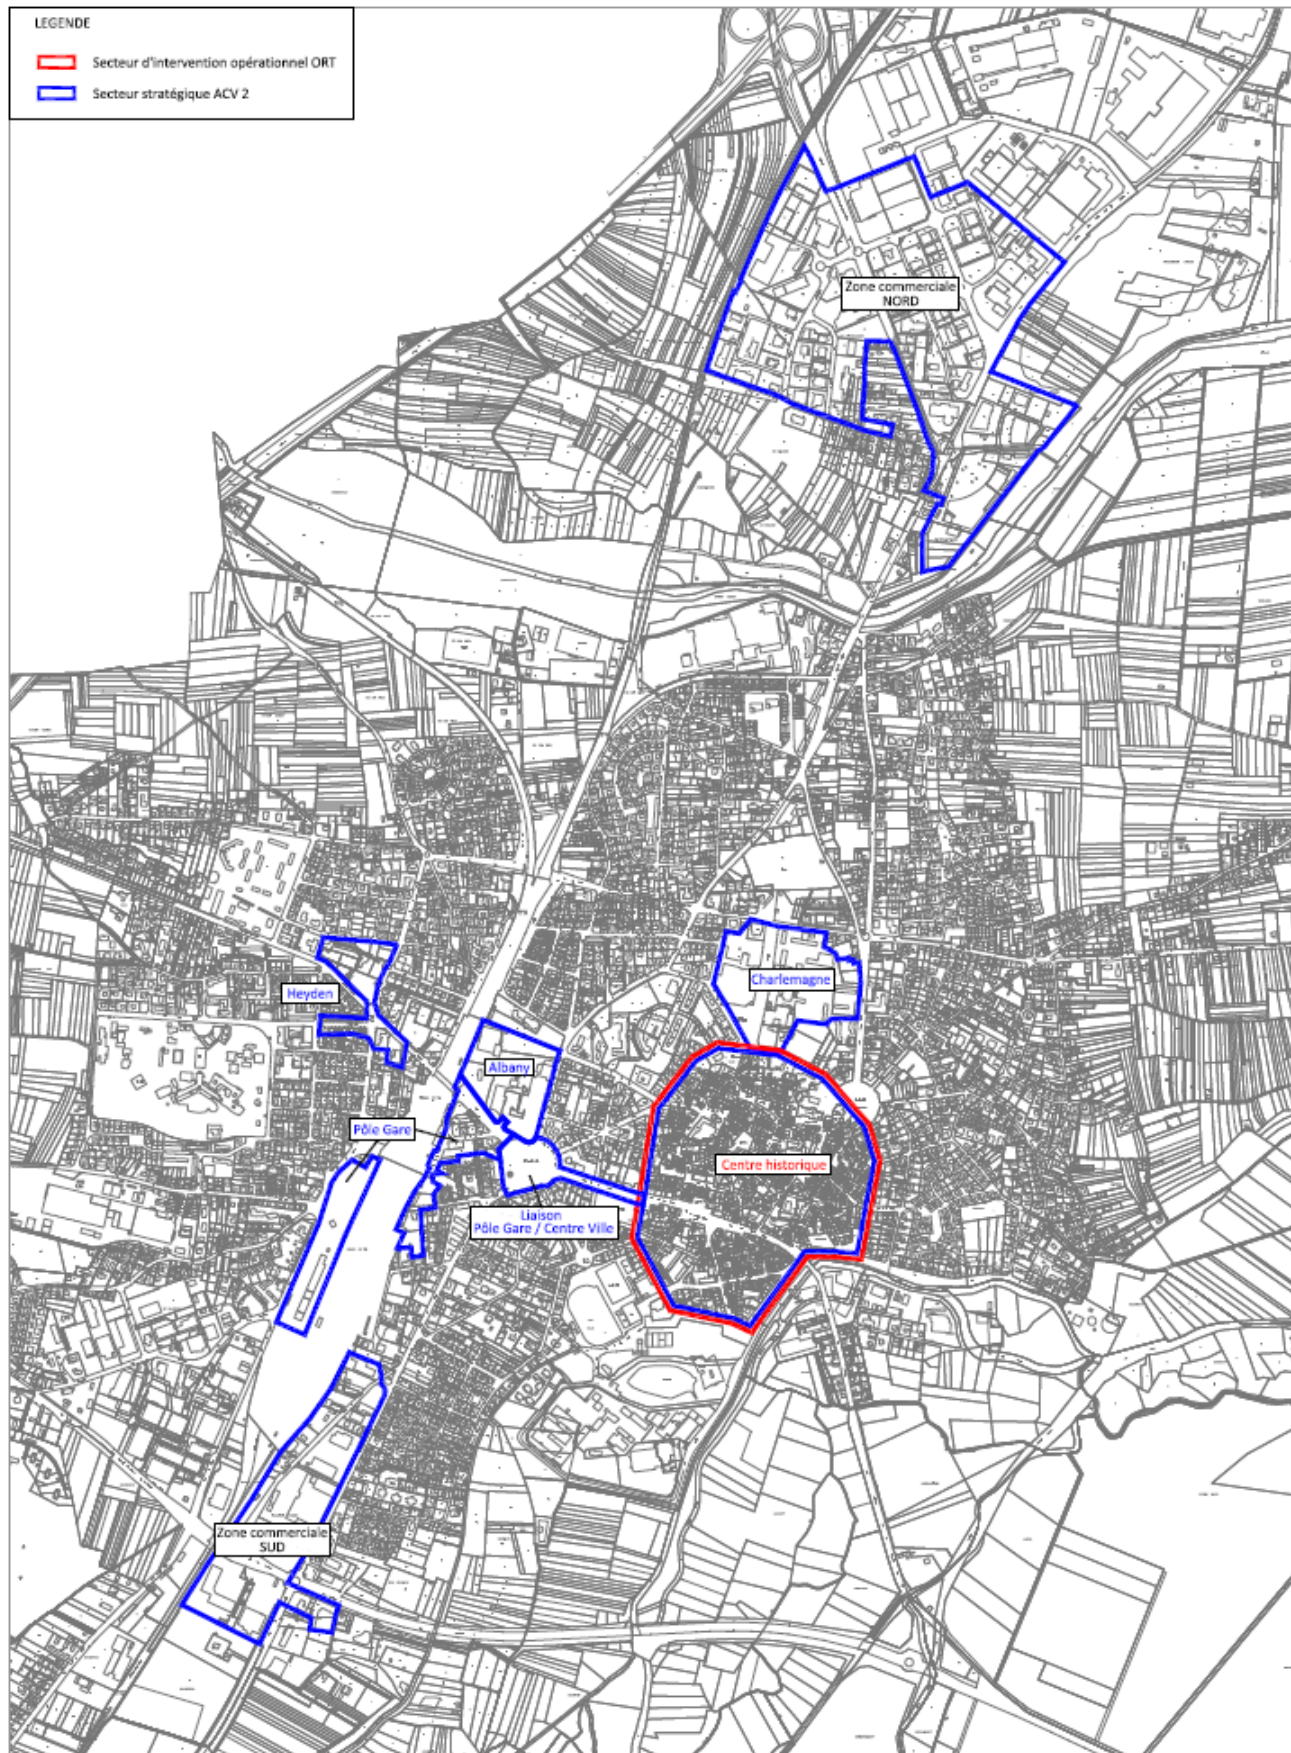 LEGENDE
Secteur d'intervention opérationnel ORT
Secteur stratégique ACV 2
Zone commerciale
NORD
Charlemagne
Heyden
Albany
Pôle Gare
Centre historique
Liaison
Pôle Gare / Centre Ville
Zone commerciale
SUD